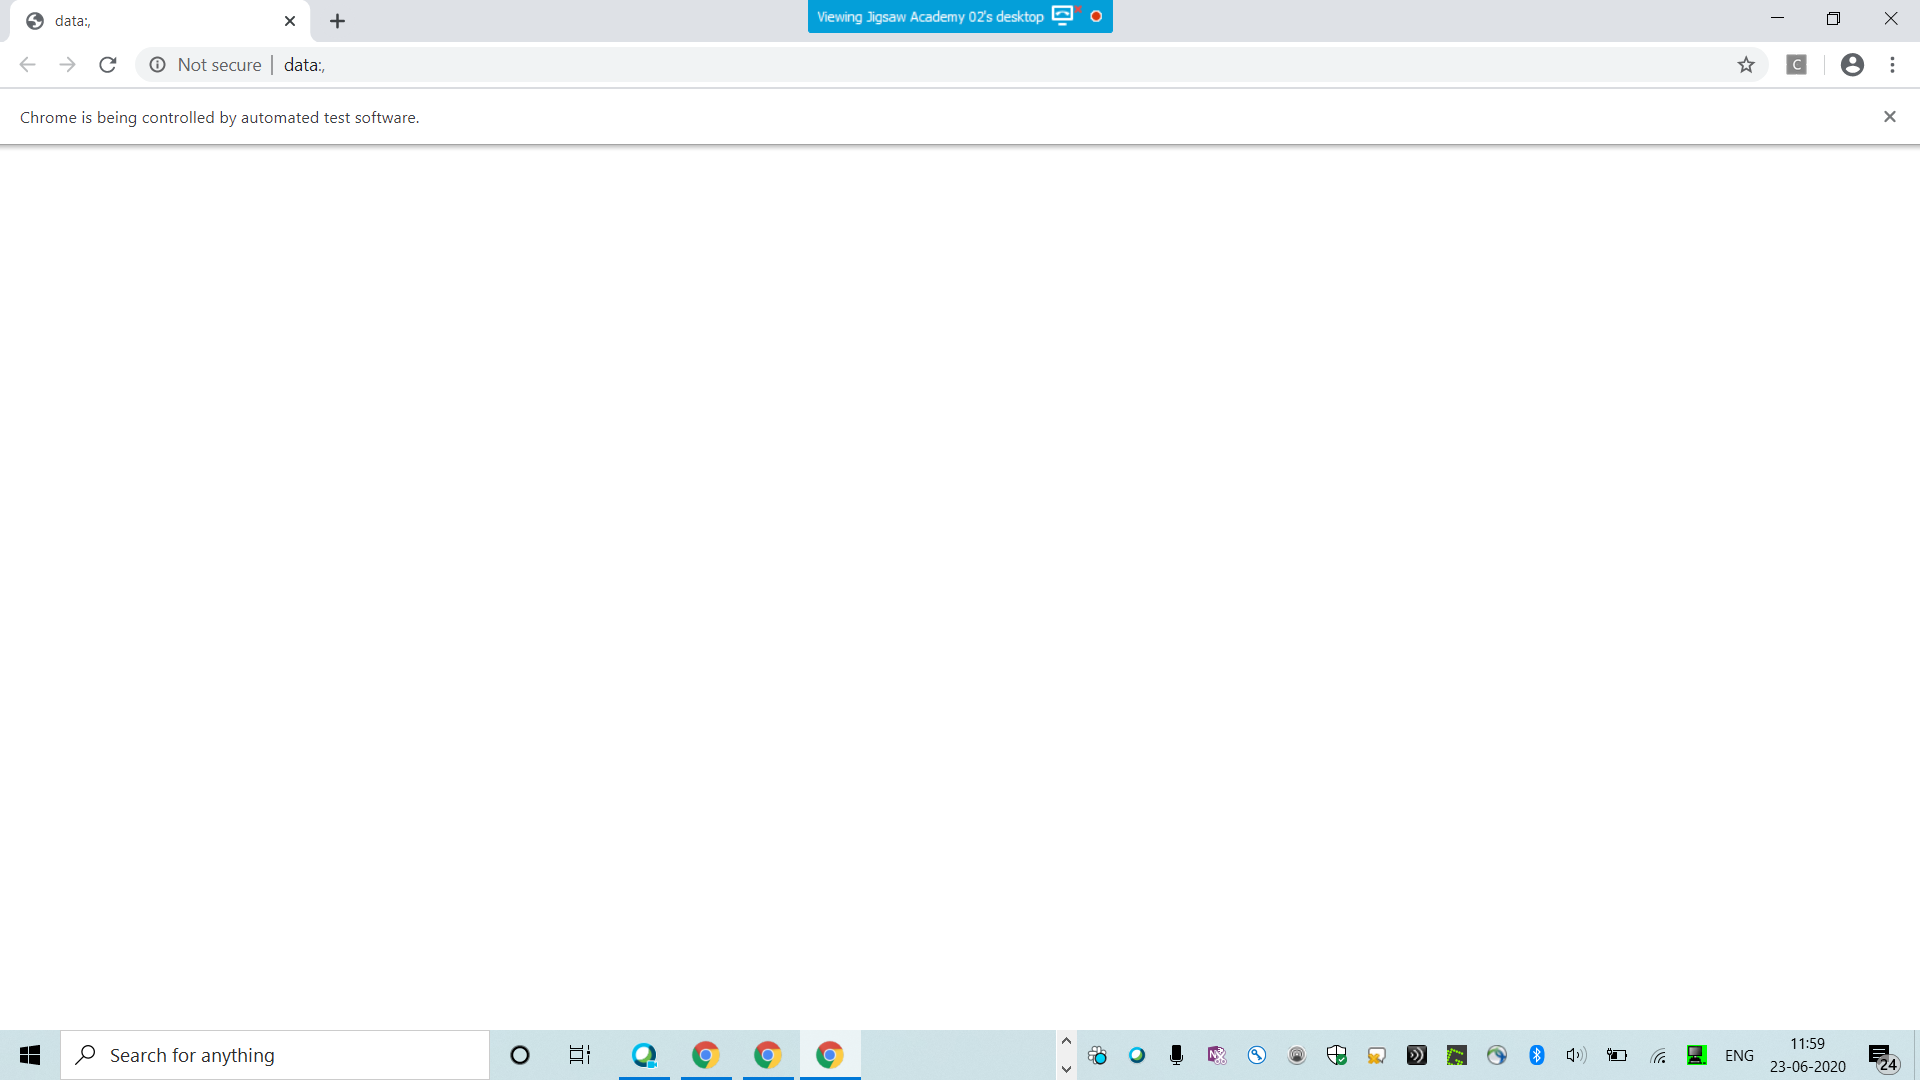 data:,
Viewing Jigsaw Academy 02's desktop
Not secure
data:,
C
Chrome is being controlled by automated test software.
Search for anything
ENG
11:59
23-06-2020
24